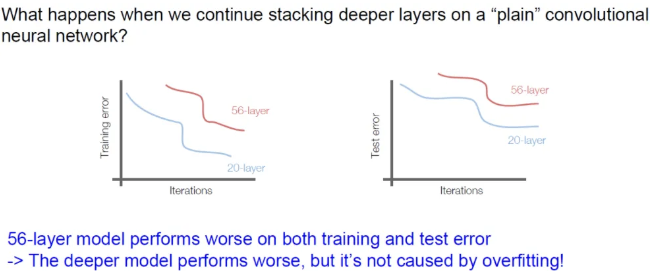 What happens when we continue stacking deeper layers on a “plain” convolutional
neural network?
Training error
56-layer
20-layer
Iterations
Test error
56-layer
20-layer
Iterations
56-layer model performs worse on both training and test error
-> The deeper model performs worse, but it’s not caused by overfitting!